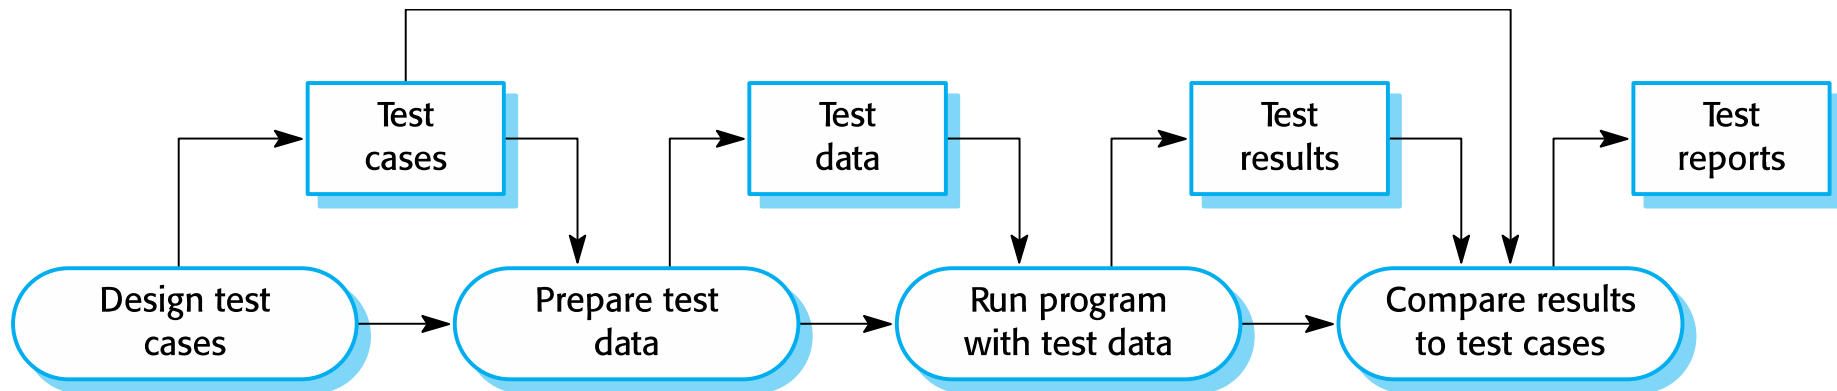 Test
cases
Test
data
Test
results
Test
reports
Design test
cases
Prepare test
data
Run program
with test data
Compare results
to test cases